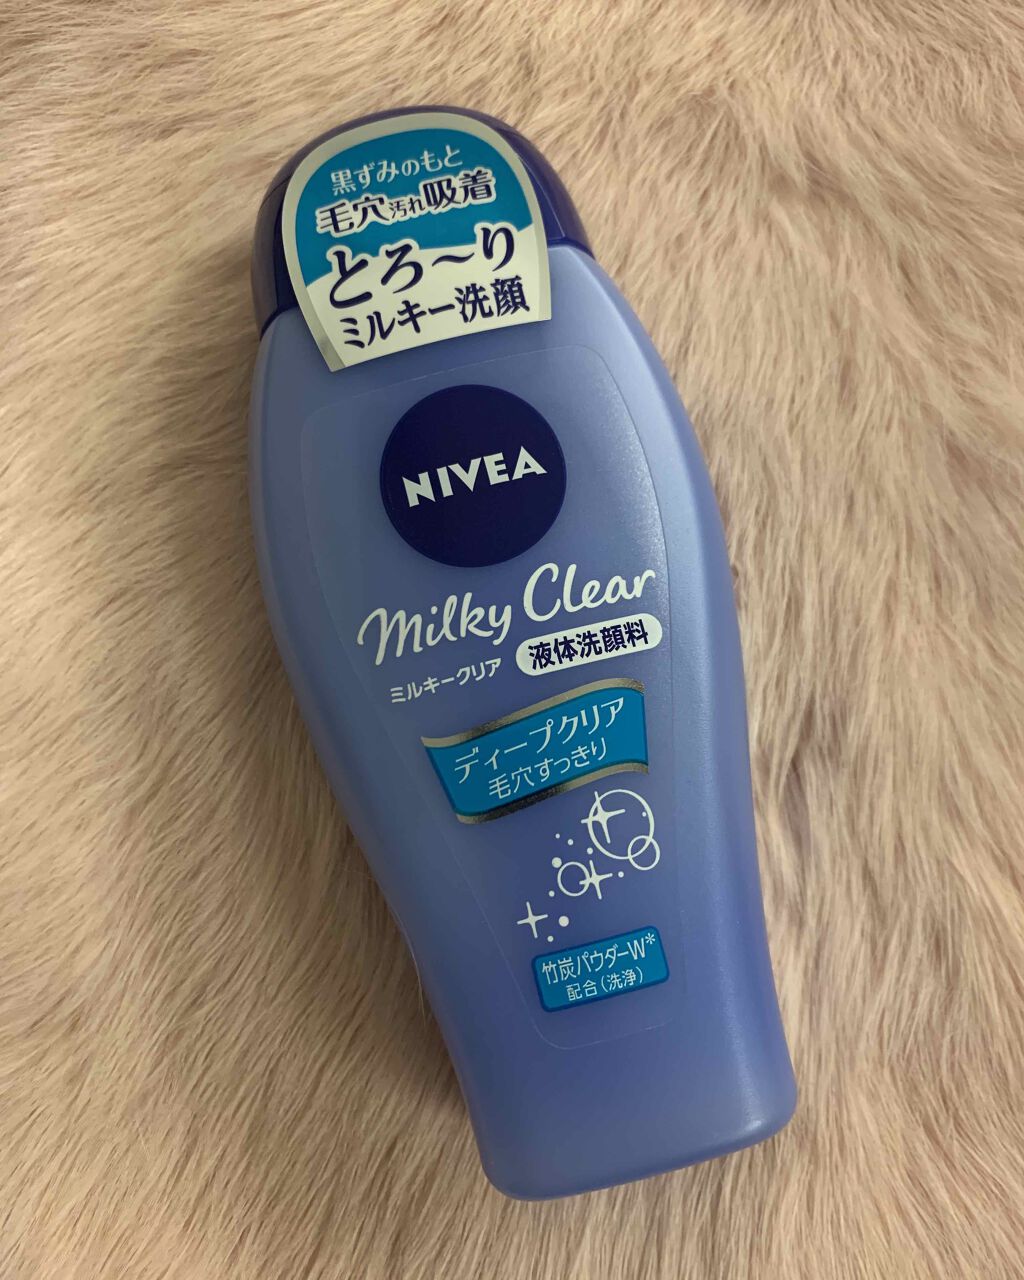 黒ずみのもと
毛穴汚れ吸着
とろ〜り
ミルキー洗顔
NIVEA
Milky Clear
ミルキークリア 液体洗顔料
ディープクリア
毛穴すっきり
竹炭パウダーW*
配合(洗浄)